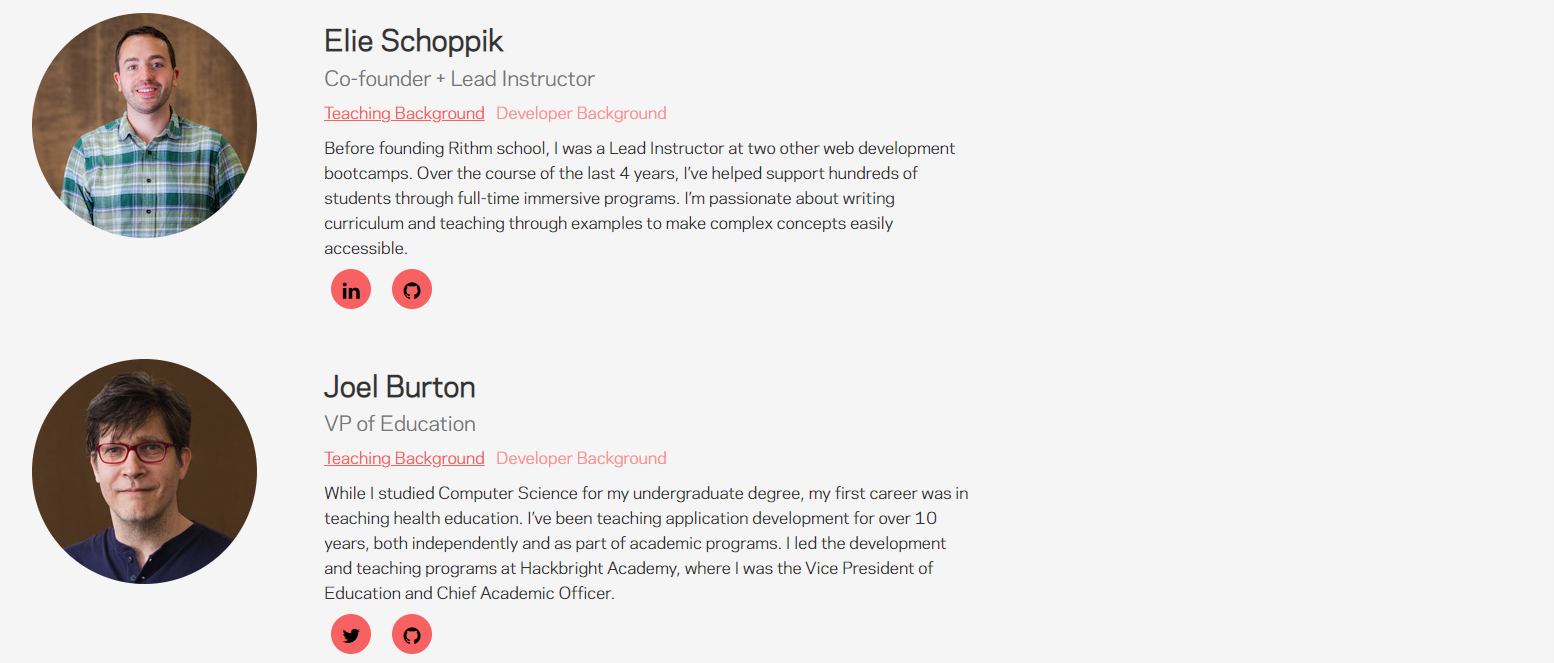 Elie Schoppik
Co-founder + Lead Instructor
Teaching Background Developer Background
Before founding Rithm school, I was a Lead Instructor at two other web development
bootcamps. Over the course of the last 4 years, I've helped support hundreds of
students through full-time immersive programs. I'm passionate about writing
curriculum and teaching through examples to make complex concepts easily
accessible.
in
Joel Burton
VP of Education
Teaching Background Developer Background
While I studied Computer Science for my undergraduate degree, my first career was in
teaching health education. I've been teaching application development for over 10
years, both independently and as part of academic programs. I led the development
and teaching programs at Hackbright Academy, where I was the Vice President of
Education and Chief Academic Officer.